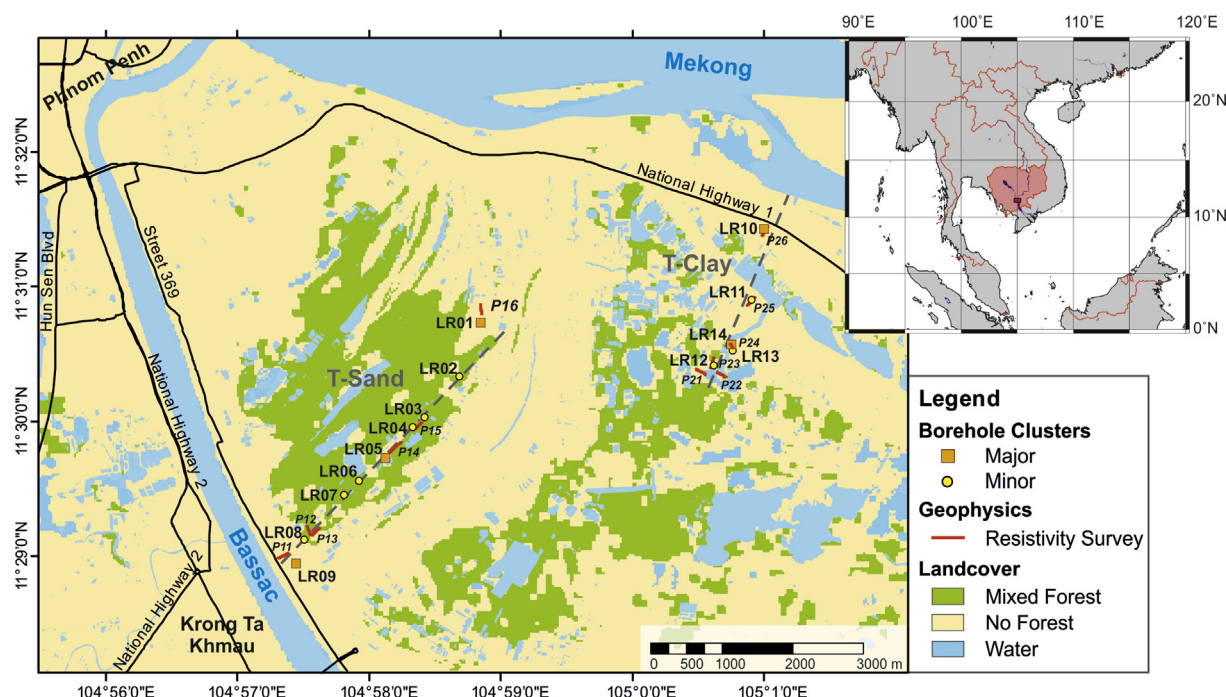 90°E 100°E 110°E 120°E
20°N
10°N
0°N
Phnom Penh
Mekong
11°32'0"N
11°31'0"N
11°30'0"N
11°29'0"N
Hun Sen Blvd
Street 369
National Highway 1
National Highway 2
National Highway 2
Bassac
Krong Ta
Khmau
T-Sand
T-Clay
LR10
P26
LR11
P25
LR14
P24
LR13
LR12
P23
P21
P22
P16
LR01
LR02
LR03
LR04
P15
LR05
P14
LR06
LR07
P12
LR08
P13
P11
LR09
Legend
Borehole Clusters
Major
Minor
Geophysics
Resistivity Survey
Landcover
Mixed Forest
No Forest
Water
0 500 1000 2000 3000 m
104°56'0"E 104°57'0"E 104°58'0"E 104°59'0"E 105°0'0"E 105°1'0"E